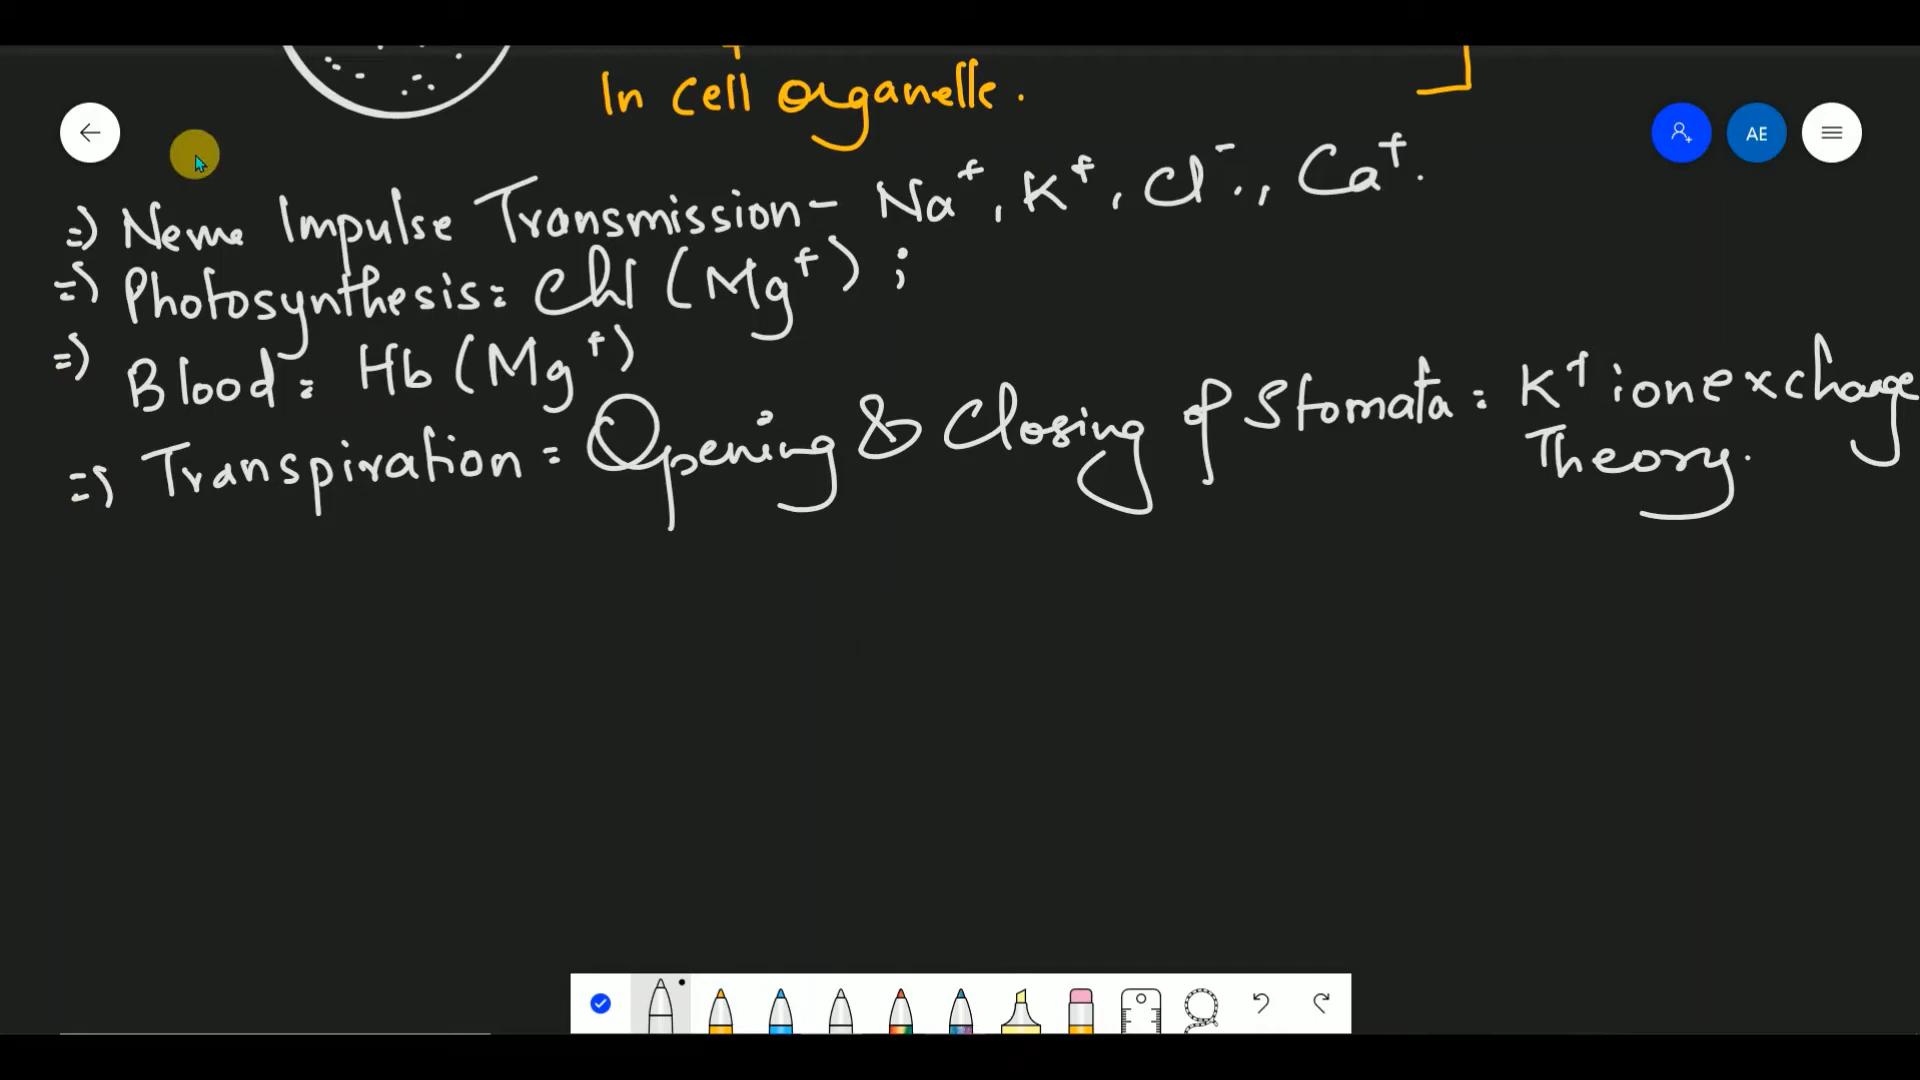 In cell organelle.
AE
=) Nerve Impulse Transmission- Na⁺, K⁺, Cl⁻., Ca⁺.
=) Photosynthesis= Chl (Mg⁺) ;
=) Blood= Hb (Mg⁺)
=) Transpiration= Opening & Closing of Stomata= K⁺ ion exchange
Theory.